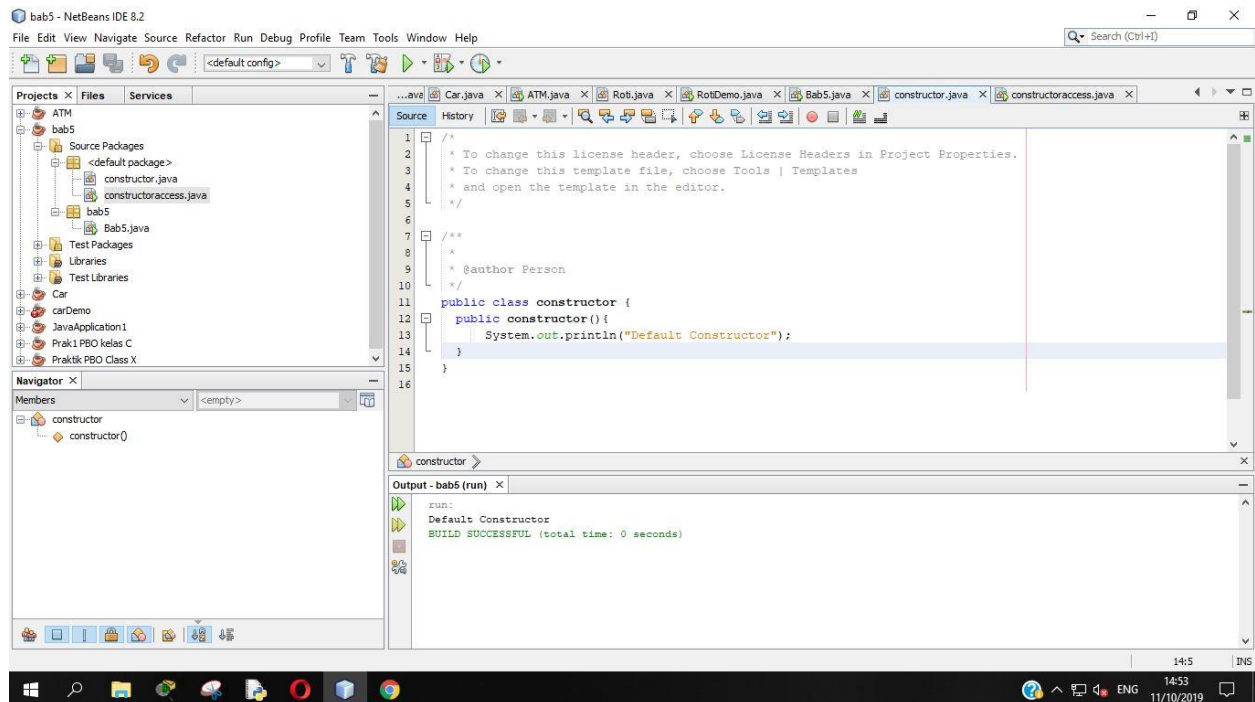 bab5 - NetBeans IDE 8.2
File Edit View Navigate Source Refactor Run Debug Profile Team Tools Window Help
Search (Ctrl+I)
<default config>
Projects Files Services
ATM
bab5
Source Packages
<default package>
constructor.java
constructoraccess.java
bab5
Bab5.java
Test Packages
Libraries
Test Libraries
Car
carDemo
JavaApplication1
Prak1 PBO kelas C
Praktik PBO Class X
Navigator
Members <empty>
constructor
constructor()
...ava Car.java ATM.java Roti.java RotiDemo.java Bab5.java constructor.java constructoraccess.java
Source History
1 /*
2 * To change this license header, choose License Headers in Project Properties.
3 * To change this template file, choose Tools | Templates
4 * and open the template in the editor.
5 */
6
7 /**
8 *
9 * @author Person
10 */
11 public class constructor {
12 public constructor(){
13 System.out.println("Default Constructor");
14 }
15 }
16
constructor
Output - bab5 (run)
run:
Default Constructor
BUILD SUCCESSFUL (total time: 0 seconds)
14:5 INS
ENG 14:53
11/10/2019